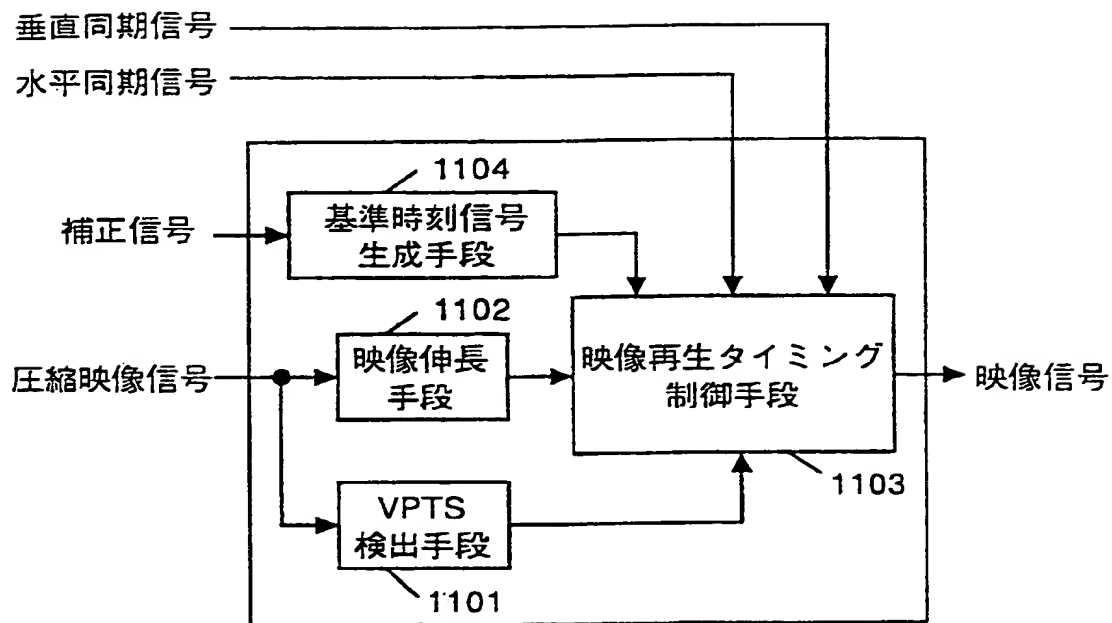 垂直同期信号
水平同期信号
1104
補正信号
基準時刻信号
生成手段
1102
圧縮映像信号
映像伸長
手段
映像再生タイミング
制御手段
映像信号
1103
VPTS
検出手段
1101